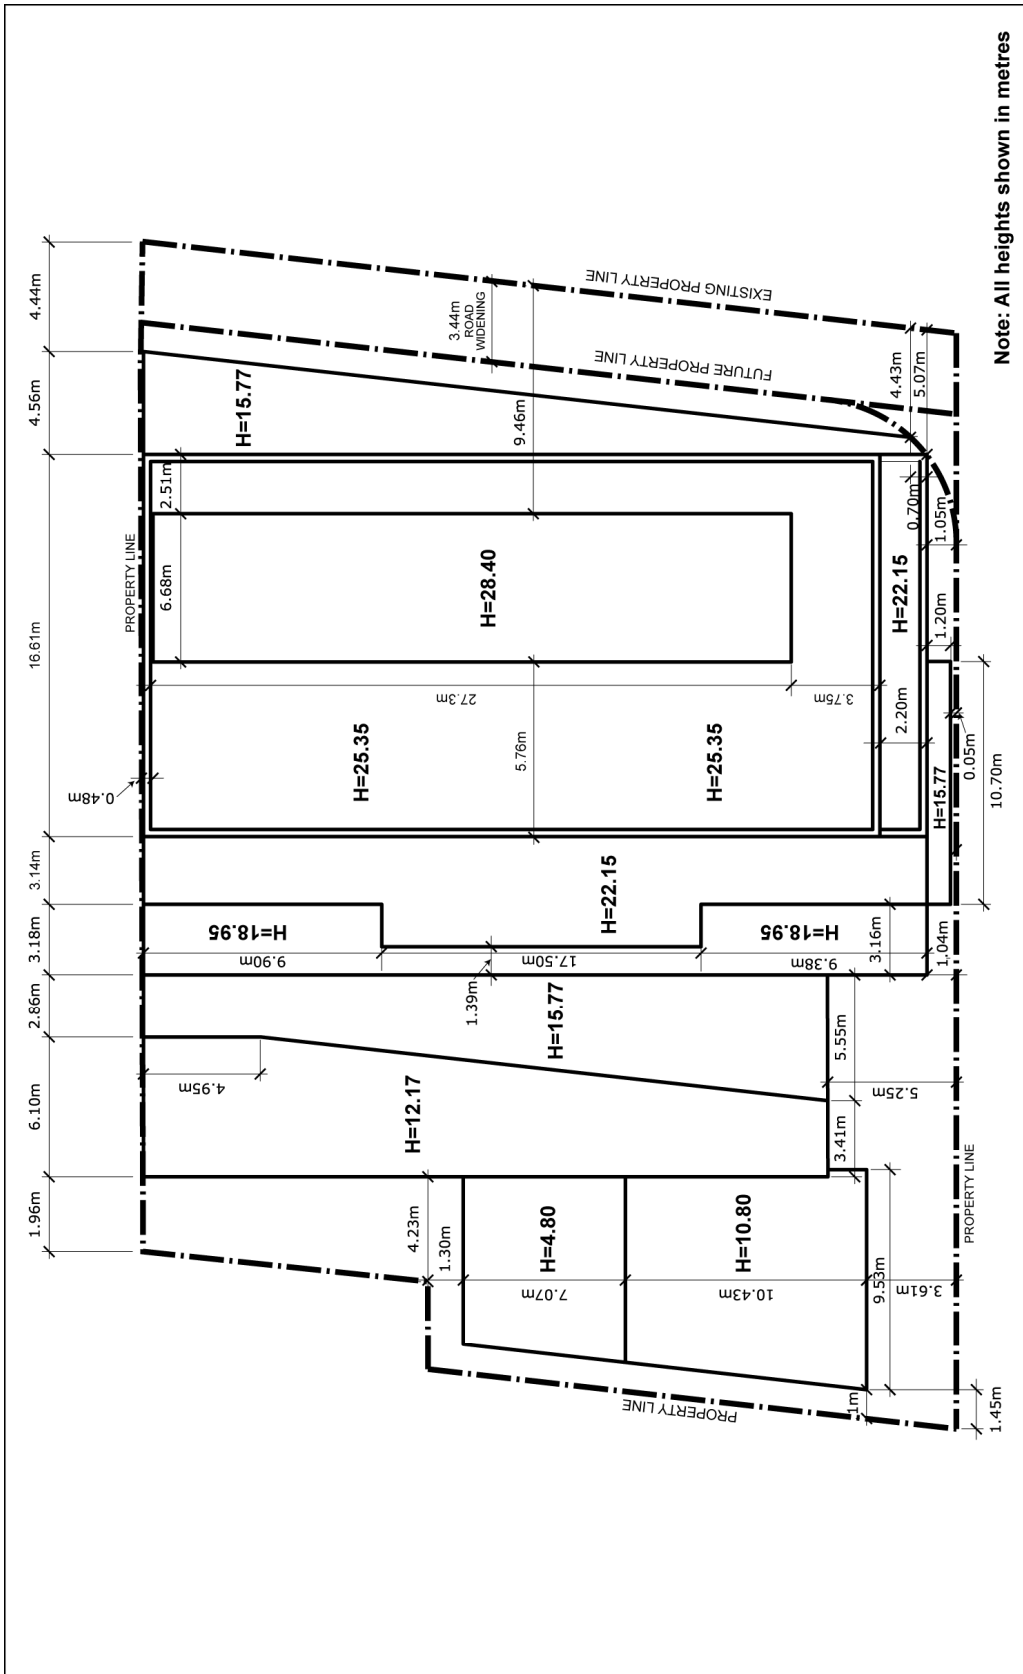 Note: All heights shown in metres
4.44m
4.56m
16.61m
3.14m
3.18m
2.86m
6.10m
1.96m
EXISTING PROPERTY LINE
3.44m
ROAD
WIDENING
FUTURE PROPERTY LINE
4.43m
5.07m
H=15.77
9.46m
PROPERTY LINE
2.51m
6.68m
0.70m
1.05m
H=28.40
H=22.15
1.20m
27.3m
3.75m
2.20m
5.76m
H=25.35
H=25.35
0.48m
0.05m
10.70m
H=15.77
H=22.15
H=18.95
H=18.95
9.90m
17.50m
9.38m
3.16m
1.04m
1.39m
H=15.77
5.55m
4.95m
5.25m
H=12.17
3.41m
PROPERTY LINE
4.23m
1.30m
H=4.80
H=10.80
7.07m
10.43m
9.53m
3.61m
1m
1.45m
PROPERTY LINE